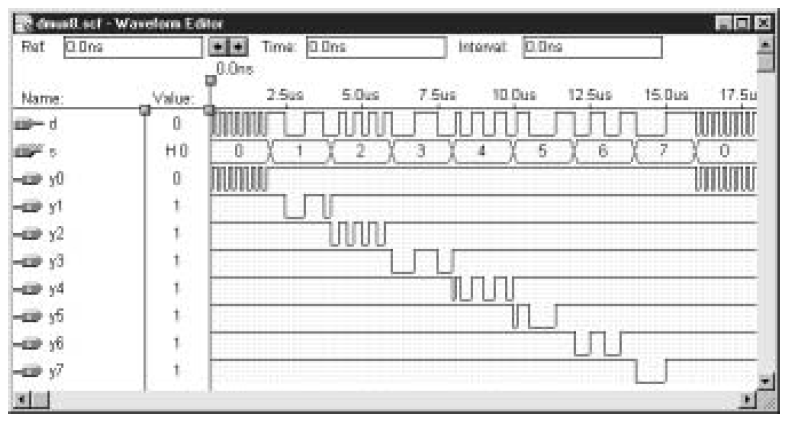 dmux8.scf - Waveform Editor
Ref: 0.0ns Time: 0.0ns Interval: 0.0ns
0.0ns
Name: Value: 2.5us 5.0us 7.5us 10.0us 12.5us 15.0us 17.5u
d 0
s H 0 0 1 2 3 4 5 6 7 0
y0 0
y1 1
y2 1
y3 1
y4 1
y5 1
y6 1
y7 1